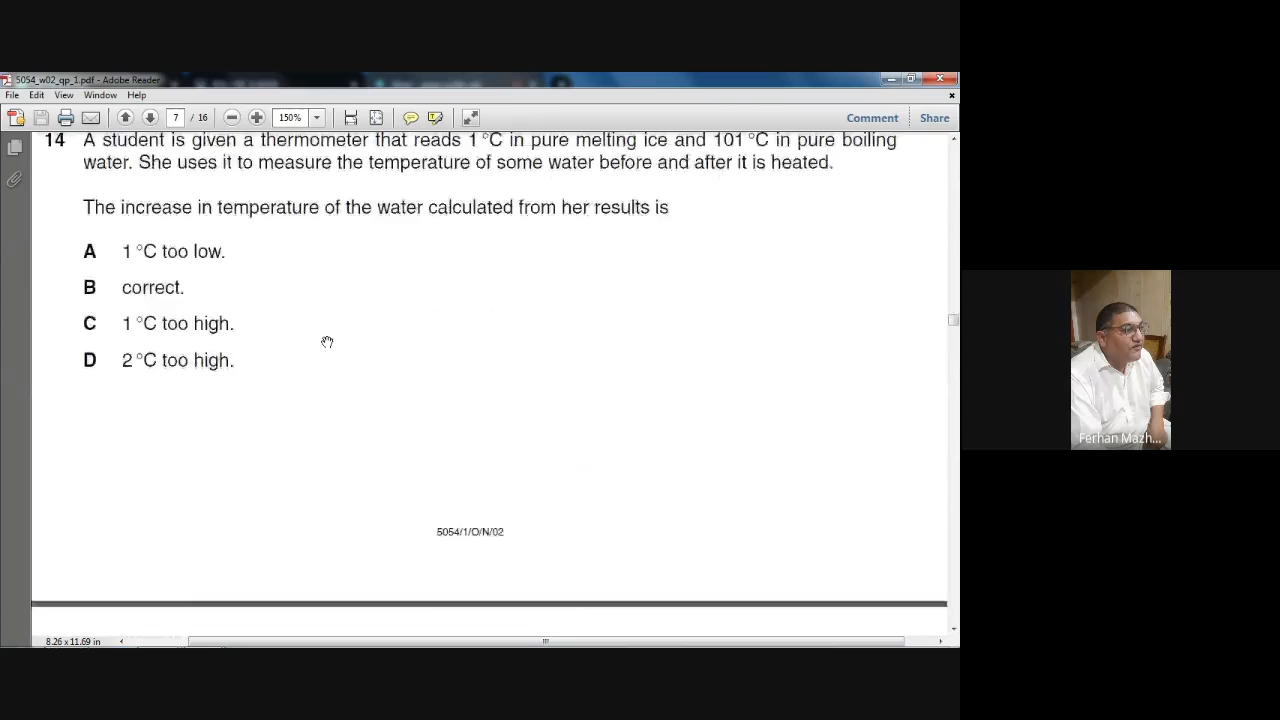 5054_w02_qp_1.pdf - Adobe Reader
File Edit View Window Help
7 / 16 150% Comment Share
14 A student is given a thermometer that reads 1 °C in pure melting ice and 101 °C in pure boiling
water. She uses it to measure the temperature of some water before and after it is heated.
The increase in temperature of the water calculated from her results is
A 1 °C too low.
B correct.
C 1 °C too high.
D 2 °C too high.
5054/1/O/N/02
8.26 x 11.69 in
Ferhan Mazh...